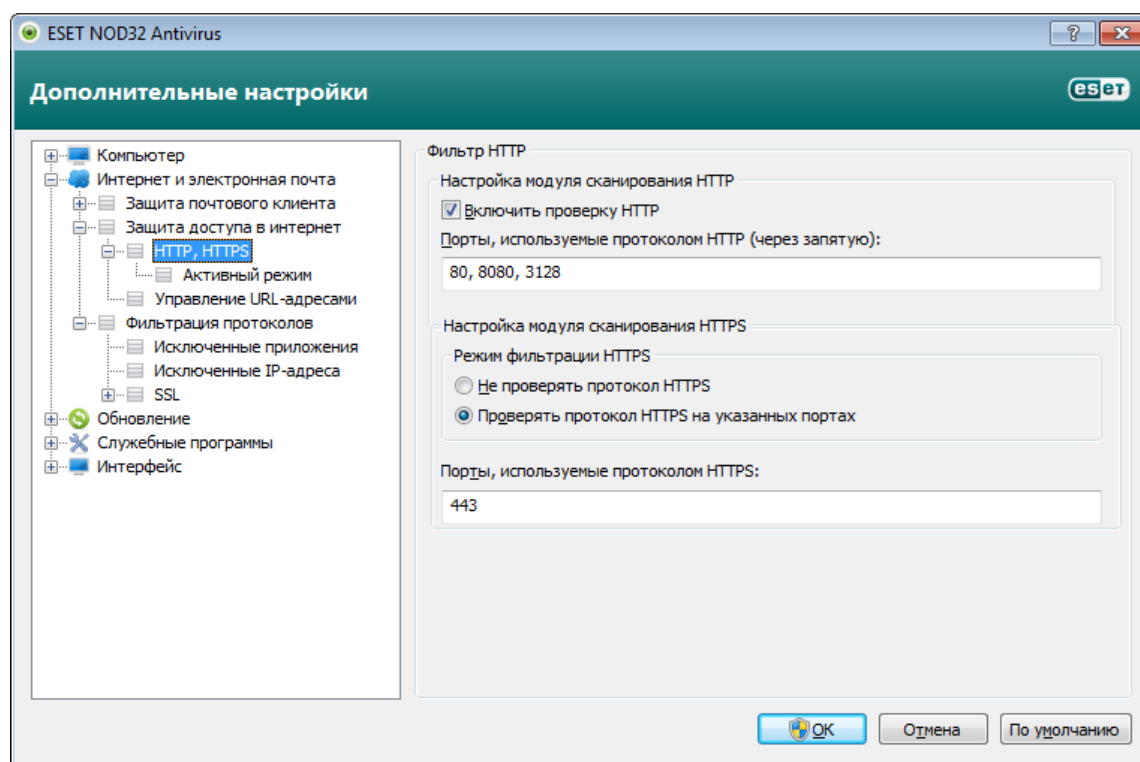 ESET NOD32 Antivirus
Дополнительные настройки
eset
Компьютер
Интернет и электронная почта
Защита почтового клиента
Защита доступа в интернет
HTTP, HTTPS
Активный режим
Управление URL-адресами
Фильтрация протоколов
Исключенные приложения
Исключенные IP-адреса
SSL
Обновление
Служебные программы
Интерфейс
Фильтр HTTP
Настройка модуля сканирования HTTP
Включить проверку HTTP
Порты, используемые протоколом HTTP (через запятую):
80, 8080, 3128
Настройка модуля сканирования HTTPS
Режим фильтрации HTTPS
Не проверять протокол HTTPS
Проверять протокол HTTPS на указанных портах
Порты, используемые протоколом HTTPS:
443
OK
Отмена
По умолчанию